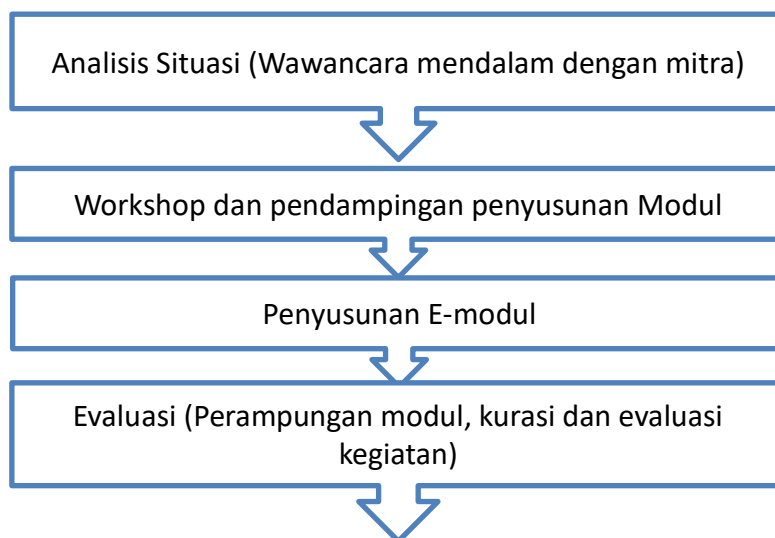 Analisis Situasi (Wawancara mendalam dengan mitra)
Workshop dan pendampingan penyusunan Modul
Penyusunan E-modul
Evaluasi (Perampungan modul, kurasi dan evaluasi
kegiatan)